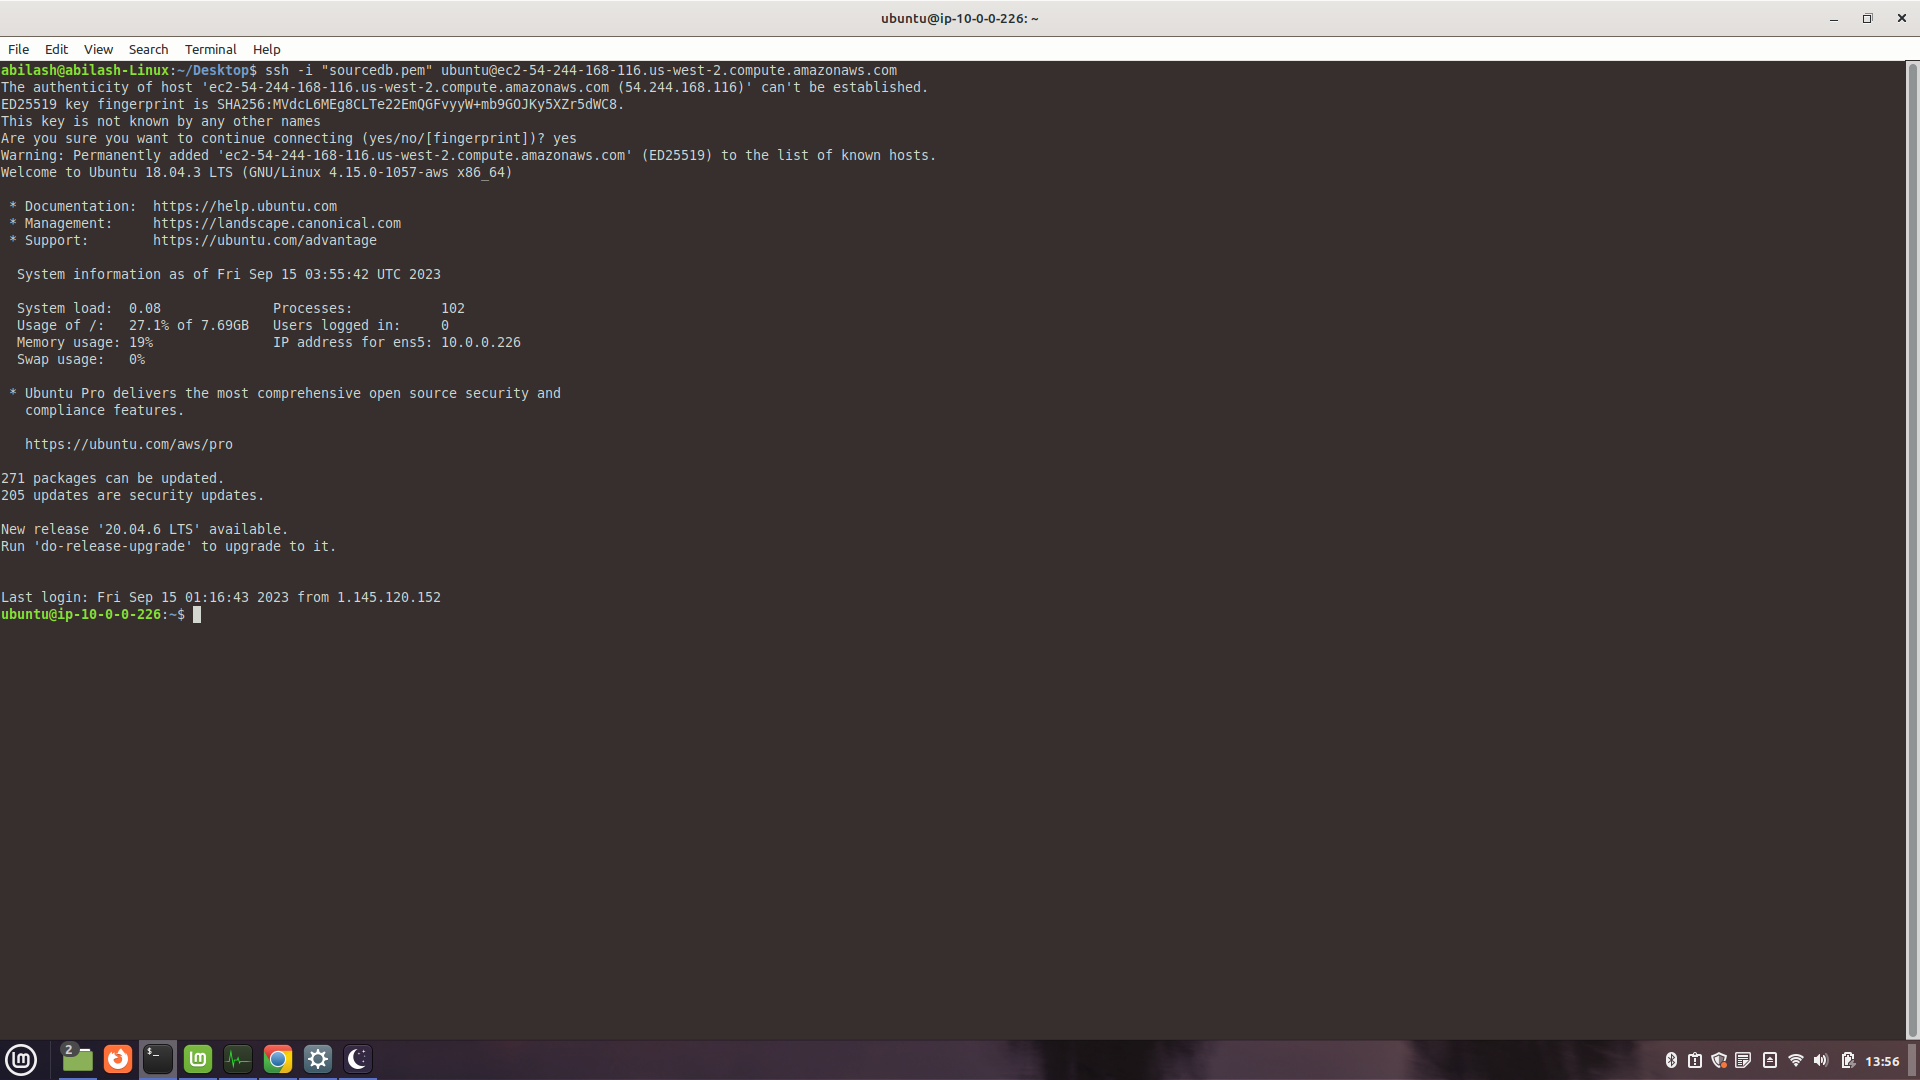 ubuntu@ip-10-0-0-226: ~
File Edit View Search Terminal Help
abilash@abilash-Linux:~/Desktop$ ssh -i "sourcedb.pem" ubuntu@ec2-54-244-168-116.us-west-2.compute.amazonaws.com
The authenticity of host 'ec2-54-244-168-116.us-west-2.compute.amazonaws.com (54.244.168.116)' can't be established.
ED25519 key fingerprint is SHA256:MVdcL6MEg8CLTe22EmQGFvyyW+mb9GOJKy5XZr5dWC8.
This key is not known by any other names
Are you sure you want to continue connecting (yes/no/[fingerprint])? yes
Warning: Permanently added 'ec2-54-244-168-116.us-west-2.compute.amazonaws.com' (ED25519) to the list of known hosts.
Welcome to Ubuntu 18.04.3 LTS (GNU/Linux 4.15.0-1057-aws x86_64)
* Documentation:  https://help.ubuntu.com
* Management:     https://landscape.canonical.com
* Support:        https://ubuntu.com/advantage
System information as of Fri Sep 15 03:55:42 UTC 2023
System load:  0.08              Processes:           102
Usage of /:   27.1% of 7.69GB   Users logged in:     0
Memory usage: 19%               IP address for ens5: 10.0.0.226
Swap usage:   0%
* Ubuntu Pro delivers the most comprehensive open source security and
compliance features.
https://ubuntu.com/aws/pro
271 packages can be updated.
205 updates are security updates.
New release '20.04.6 LTS' available.
Run 'do-release-upgrade' to upgrade to it.
Last login: Fri Sep 15 01:16:43 2023 from 1.145.120.152
ubuntu@ip-10-0-0-226:~$
2
13:56